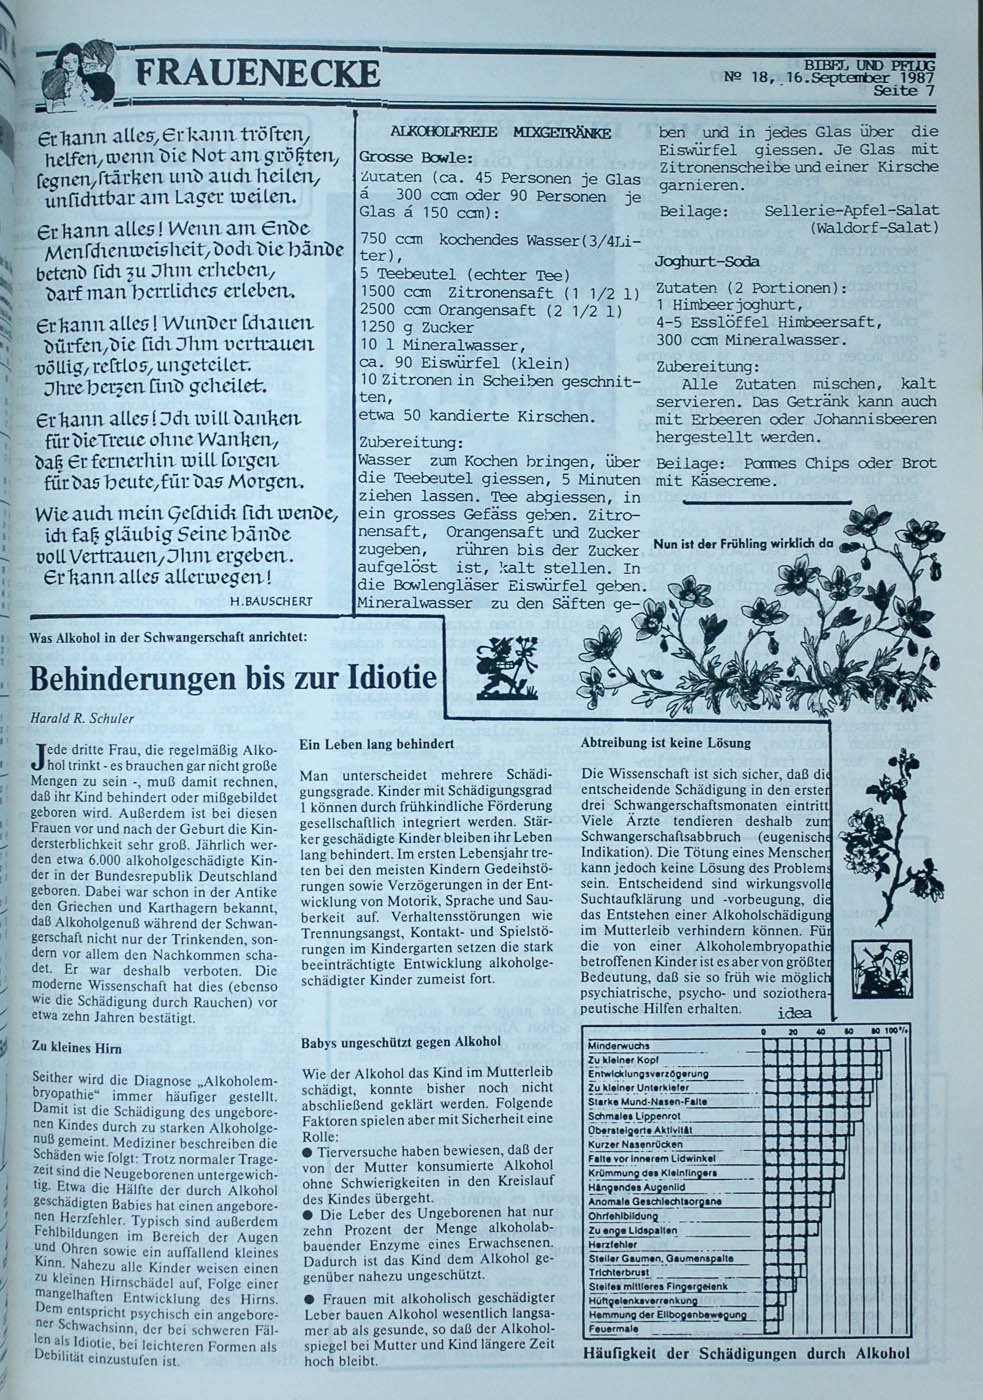 FRAUENECKE
BIBEL UND PFLUG
Nº 18, 16.September 1987
Seite 7
Er kann alles, Er kann trösten,
helfen, wenn die Not am größten,
segnen, stärken und auch heilen,
unsichtbar am Lager weilen.
Er kann alles! Wenn am Ende
Menschenweisheit, doch die Hände
betend sich zu Ihm erheben,
darf man herrliches erleben.
Er kann alles! Wunder schauen
dürfen, die sich Ihm vertrauen
völlig, restlos, ungeteilet.
Ihre Herzen sind geheilet.
Er kann alles! Ich will danken
für die Treue ohne Wanken,
daß Er fernerhin will sorgen
für das Heute, für das Morgen.
Wie auch mein Geschick sich wende,
ich faß gläubig Seine Hände
voll Vertrauen, Ihm ergeben.
Er kann alles allerwegen!
H. BAUSCHERT
ALKOHOLFREIE MIXGETRÄNKE
Grosse Bowle:
Zutaten (ca. 45 Personen je Glas
á 300 ccm oder 90 Personen je
Glas á 150 ccm):
750 ccm kochendes Wasser(3/4Li-
ter),
5 Teebeutel (echter Tee)
1500 ccm Zitronensaft (1 1/2 l)
2500 ccm Orangensaft (2 1/2 l)
1250 g Zucker
10 l Mineralwasser,
ca. 90 Eiswürfel (klein)
10 Zitronen in Scheiben geschnit-
ten,
etwa 50 kandierte Kirschen.
Zubereitung:
Wasser zum Kochen bringen, über
die Teebeutel giessen, 5 Minuten
ziehen lassen. Tee abgiessen, in
ein grosses Gefäss geben. Zitro-
nensaft, Orangensaft und Zucker
zugeben, rühren bis der Zucker
aufgelöst ist, kalt stellen. In
die Bowlengläser Eiswürfel geben.
Mineralwasser zu den Säften ge-
ben und in jedes Glas über die
Eiswürfel giessen. Je Glas mit
Zitronenscheibe und einer Kirsche
garnieren.
Beilage: Sellerie-Apfel-Salat
(Waldorf-Salat)
Joghurt-Soda
Zutaten (2 Portionen):
1 Himbeerjoghurt,
4-5 Esslöffel Himbeersaft,
300 ccm Mineralwasser.
Zubereitung:
Alle Zutaten mischen, kalt
servieren. Das Getränk kann auch
mit Erbeeren oder Johannisbeeren
hergestellt werden.
Beilage: Pommes Chips oder Brot
mit Käsecreme.
Nun ist der Frühling wirklich da
Was Alkohol in der Schwangerschaft anrichtet:
Behinderungen bis zur Idiotie
Harald R. Schuler
Jede dritte Frau, die regelmäßig Alko-
hol trinkt - es brauchen gar nicht große
Mengen zu sein -, muß damit rechnen,
daß ihr Kind behindert oder mißgebildet
geboren wird. Außerdem ist bei diesen
Frauen vor und nach der Geburt die Kin-
dersterblichkeit sehr groß. Jährlich wer-
den etwa 6.000 alkoholgeschädigte Kin-
der in der Bundesrepublik Deutschland
geboren. Dabei war schon in der Antike
den Griechen und Karthagern bekannt,
daß Alkoholgenuß während der Schwan-
gerschaft nicht nur der Trinkenden, son-
dern vor allem den Nachkommen scha-
det. Er war deshalb verboten. Die
moderne Wissenschaft hat dies (ebenso
wie die Schädigung durch Rauchen) vor
etwa zehn Jahren bestätigt.
Zu kleines Hirn
Seither wird die Diagnose „Alkoholem-
bryopathie“ immer häufiger gestellt.
Damit ist die Schädigung des ungebore-
nen Kindes durch zu starken Alkoholge-
nuß gemeint. Mediziner beschreiben die
Schäden wie folgt: Trotz normaler Trage-
zeit sind die Neugeborenen untergewich-
tig. Etwa die Hälfte der durch Alkohol
geschädigten Babies hat einen angebore-
nen Herzfehler. Typisch sind außerdem
Fehlbildungen im Bereich der Augen
und Ohren sowie ein auffallend kleines
Kinn. Nahezu alle Kinder weisen einen
zu kleinen Hirnschädel auf, Folge einer
mangelhaften Entwicklung des Hirns.
Dem entspricht psychisch ein angebore-
ner Schwachsinn, der bei schweren Fäl-
len als Idiotie, bei leichteren Formen als
Debilität einzustufen ist.
Ein Leben lang behindert
Man unterscheidet mehrere Schädi-
gungsgrade. Kinder mit Schädigungsgrad
1 können durch frühkindliche Förderung
gesellschaftlich integriert werden. Stär-
ker geschädigte Kinder bleiben ihr Leben
lang behindert. Im ersten Lebensjahr tre-
ten bei den meisten Kindern Gedeihstö-
rungen sowie Verzögerungen in der Ent-
wicklung von Motorik, Sprache und Sau-
berkeit auf. Verhaltensstörungen wie
Trennungsangst, Kontakt- und Spielstö-
rungen im Kindergarten setzen die stark
beeinträchtigte Entwicklung alkoholge-
schädigter Kinder zumeist fort.
Babys ungeschützt gegen Alkohol
Wie der Alkohol das Kind im Mutterleib
schädigt, konnte bisher noch nicht
abschließend geklärt werden. Folgende
Faktoren spielen aber mit Sicherheit eine
Rolle:
● Tierversuche haben bewiesen, daß der
von der Mutter konsumierte Alkohol
ohne Schwierigkeiten in den Kreislauf
des Kindes übergeht.
● Die Leber des Ungeborenen hat nur
zehn Prozent der Menge alkoholab-
bauender Enzyme eines Erwachsenen.
Dadurch ist das Kind dem Alkohol ge-
genüber nahezu ungeschützt.
● Frauen mit alkoholisch geschädigter
Leber bauen Alkohol wesentlich langsa-
mer ab als gesunde, so daß der Alkohol-
spiegel bei Mutter und Kind längere Zeit
hoch bleibt.
Abtreibung ist keine Lösung
Die Wissenschaft ist sich sicher, daß die
entscheidende Schädigung in den ersten
drei Schwangerschaftsmonaten eintritt.
Viele Ärzte tendieren deshalb zum
Schwangerschaftsabbruch (eugenische
Indikation). Die Tötung eines Menschen
kann jedoch keine Lösung des Problems
sein. Entscheidend sind wirkungsvolle
Suchtaufklärung und -vorbeugung, die
das Entstehen einer Alkoholschädigung
im Mutterleib verhindern können. Für
die von einer Alkoholembryopathie
betroffenen Kinder ist es aber von größter
Bedeutung, daß sie so früh wie möglich
psychiatrische, psycho- und soziothera-
peutische Hilfen erhalten.
idea
0 20 40 60 80 100%
Minderwuchs
Zu kleiner Kopf
Entwicklungsverzögerung
Zu kleiner Unterkiefer
Starke Mund-Nasen-Falte
Schmales Lippenrot
Übersteigerte Aktivität
Kurzer Nasenrücken
Falte vor innerem Lidwinkel
Krümmung des Kleinfingers
Hängendes Augenlid
Anomale Geschlechtsorgane
Ohrfehlbildung
Zu enge Lidspalten
Herzfehler
Steiler Gaumen, Gaumenspalte
Trichterbrust
Steifes mittleres Fingergelenk
Hüftgelenksverrenkung
Hemmung der Ellbogenbewegung
Feuermale
Häufigkeit der Schädigungen durch Alkohol